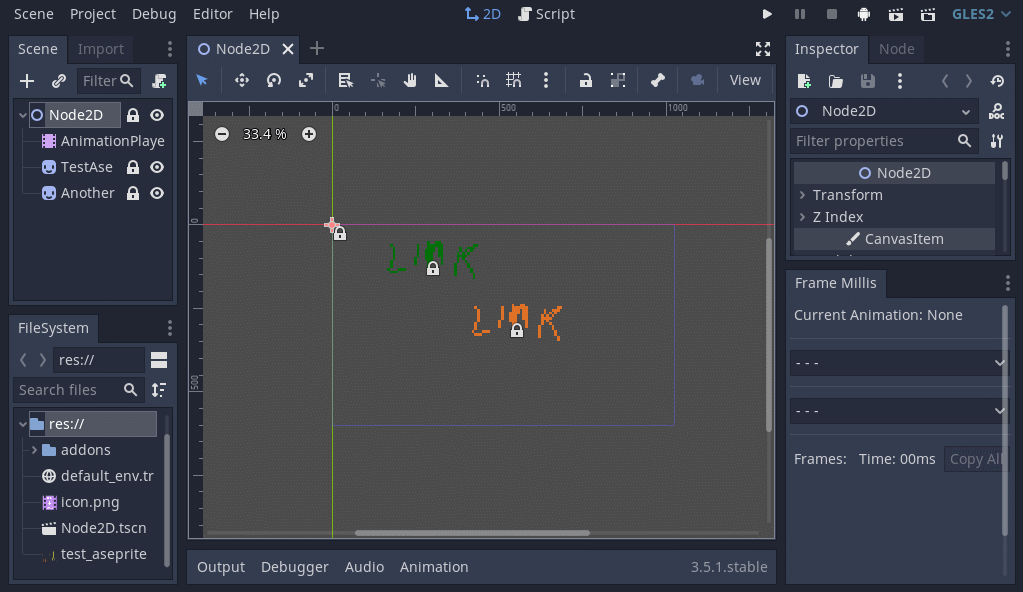 Scene Project Debug Editor Help 2D Script GLES2
Scene Import
Node2D
Inspector Node
Filter
View
Node2D
AnimationPlaye
TestAse
Another
0 500 1000
33.4 %
0
500
LINK
LINK
Node2D
Filter properties
Node2D
Transform
Z Index
CanvasItem
Frame Millis
Current Animation: None
- - -
- - -
Frames: Time: 00ms Copy All
FileSystem
res://
Search files
res://
addons
default_env.tr
icon.png
Node2D.tscn
test_aseprite
Output Debugger Audio Animation 3.5.1.stable